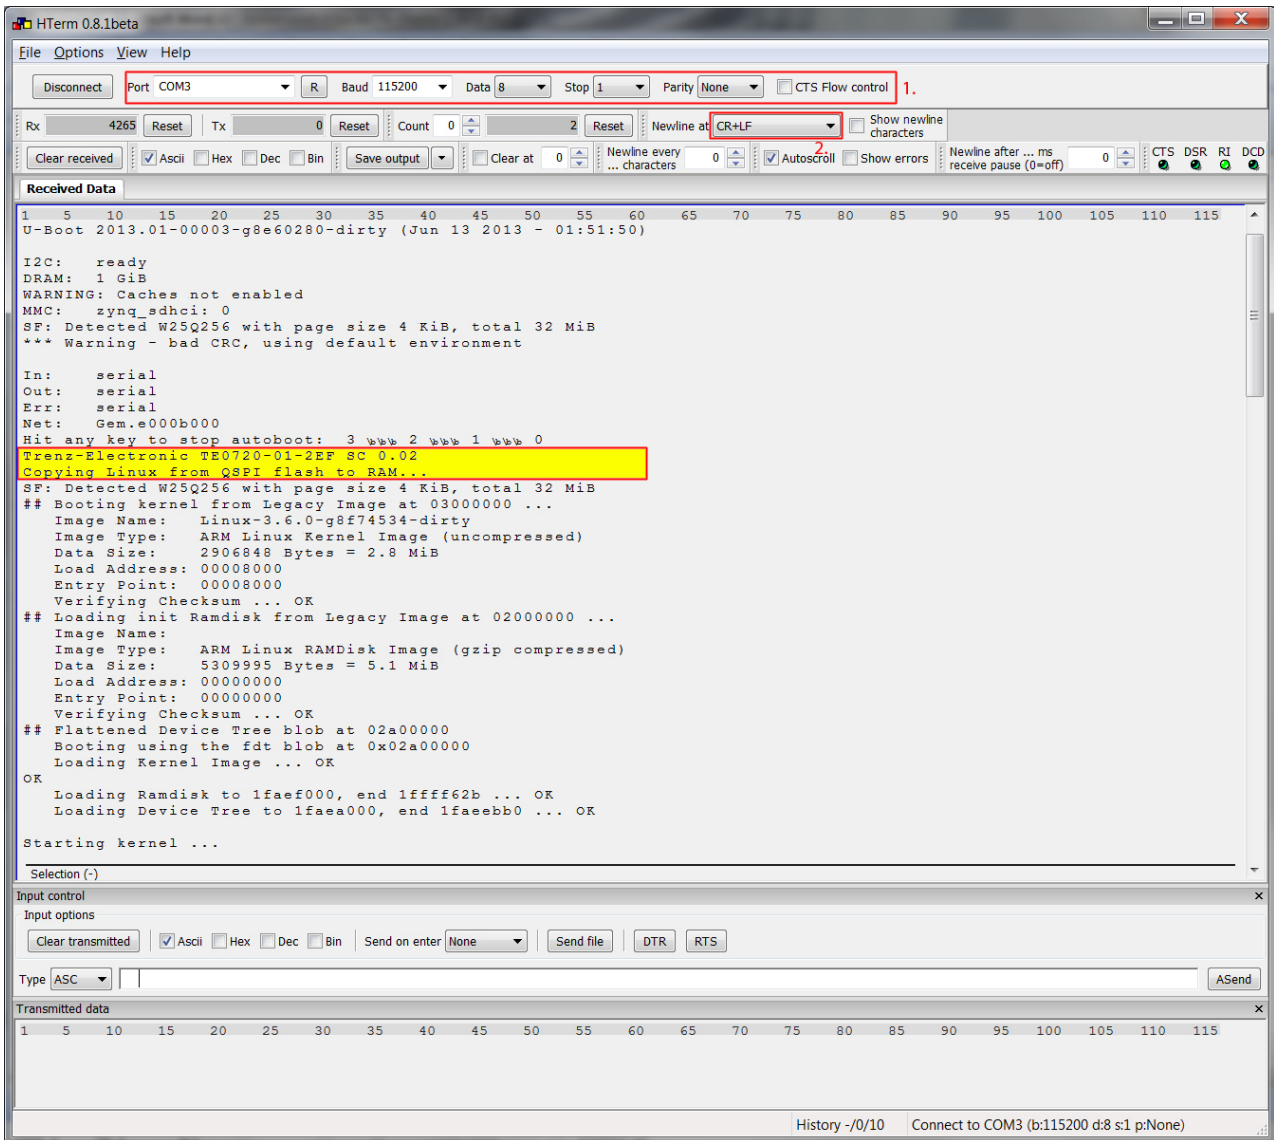 HTerm 0.8.1beta
File Options View Help
Disconnect Port COM3 R Baud 115200 Data 8 Stop 1 Parity None CTS Flow control 1.
Rx 4265 Reset Tx 0 Reset Count 0 2 Reset Newline at CR+LF Show newline characters
2.
Clear received Ascii Hex Dec Bin Save output Clear at 0 Newline every ... characters 0 Autoscroll Show errors Newline after ... ms receive pause (0=off) 0 CTS DSR RI DCD
Received Data
1 5 10 15 20 25 30 35 40 45 50 55 60 65 70 75 80 85 90 95 100 105 110 115
U-Boot 2013.01-00003-g8e60280-dirty (Jun 13 2013 - 01:51:50)
I2C: ready
DRAM: 1 GiB
WARNING: Caches not enabled
MMC: zynq_sdhci: 0
SF: Detected W25Q256 with page size 4 KiB, total 32 MiB
*** Warning - bad CRC, using default environment
In: serial
Out: serial
Err: serial
Net: Gem.e000b000
Hit any key to stop autoboot: 3 2 1 0
Trenz-Electronic TE0720-01-2EF SC 0.02
Copying Linux from QSPI flash to RAM...
SF: Detected W25Q256 with page size 4 KiB, total 32 MiB
## Booting kernel from Legacy Image at 03000000 ...
Image Name: Linux-3.6.0-g8f74534-dirty
Image Type: ARM Linux Kernel Image (uncompressed)
Data Size: 2906848 Bytes = 2.8 MiB
Load Address: 00008000
Entry Point: 00008000
Verifying Checksum ... OK
## Loading init Ramdisk from Legacy Image at 02000000 ...
Image Name:
Image Type: ARM Linux RAMDisk Image (gzip compressed)
Data Size: 5309995 Bytes = 5.1 MiB
Load Address: 00000000
Entry Point: 00000000
Verifying Checksum ... OK
## Flattened Device Tree blob at 02a00000
Booting using the fdt blob at 0x02a00000
Loading Kernel Image ... OK
OK
Loading Ramdisk to 1faef000, end 1ffff62b ... OK
Loading Device Tree to 1faea000, end 1faeebb0 ... OK
Starting kernel ...
Selection (-)
Input control
Input options
Clear transmitted Ascii Hex Dec Bin Send on enter None Send file DTR RTS
Type ASC ASend
Transmitted data
1 5 10 15 20 25 30 35 40 45 50 55 60 65 70 75 80 85 90 95 100 105 110 115
History -/0/10 Connect to COM3 (b:115200 d:8 s:1 p:None)